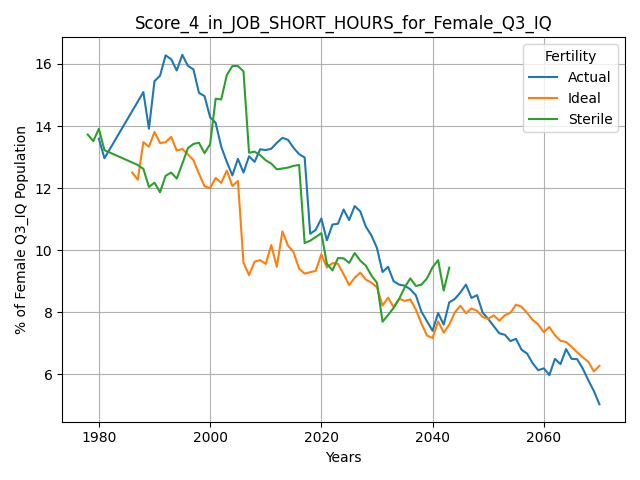 Score_4_in_JOB_SHORT_HOURS_for_Female_Q3_IQ
% of Female Q3_IQ Population
16
14
12
10
8
6
Fertility
Actual
Ideal
Sterile
1980
2000
2020
2040
2060
Years